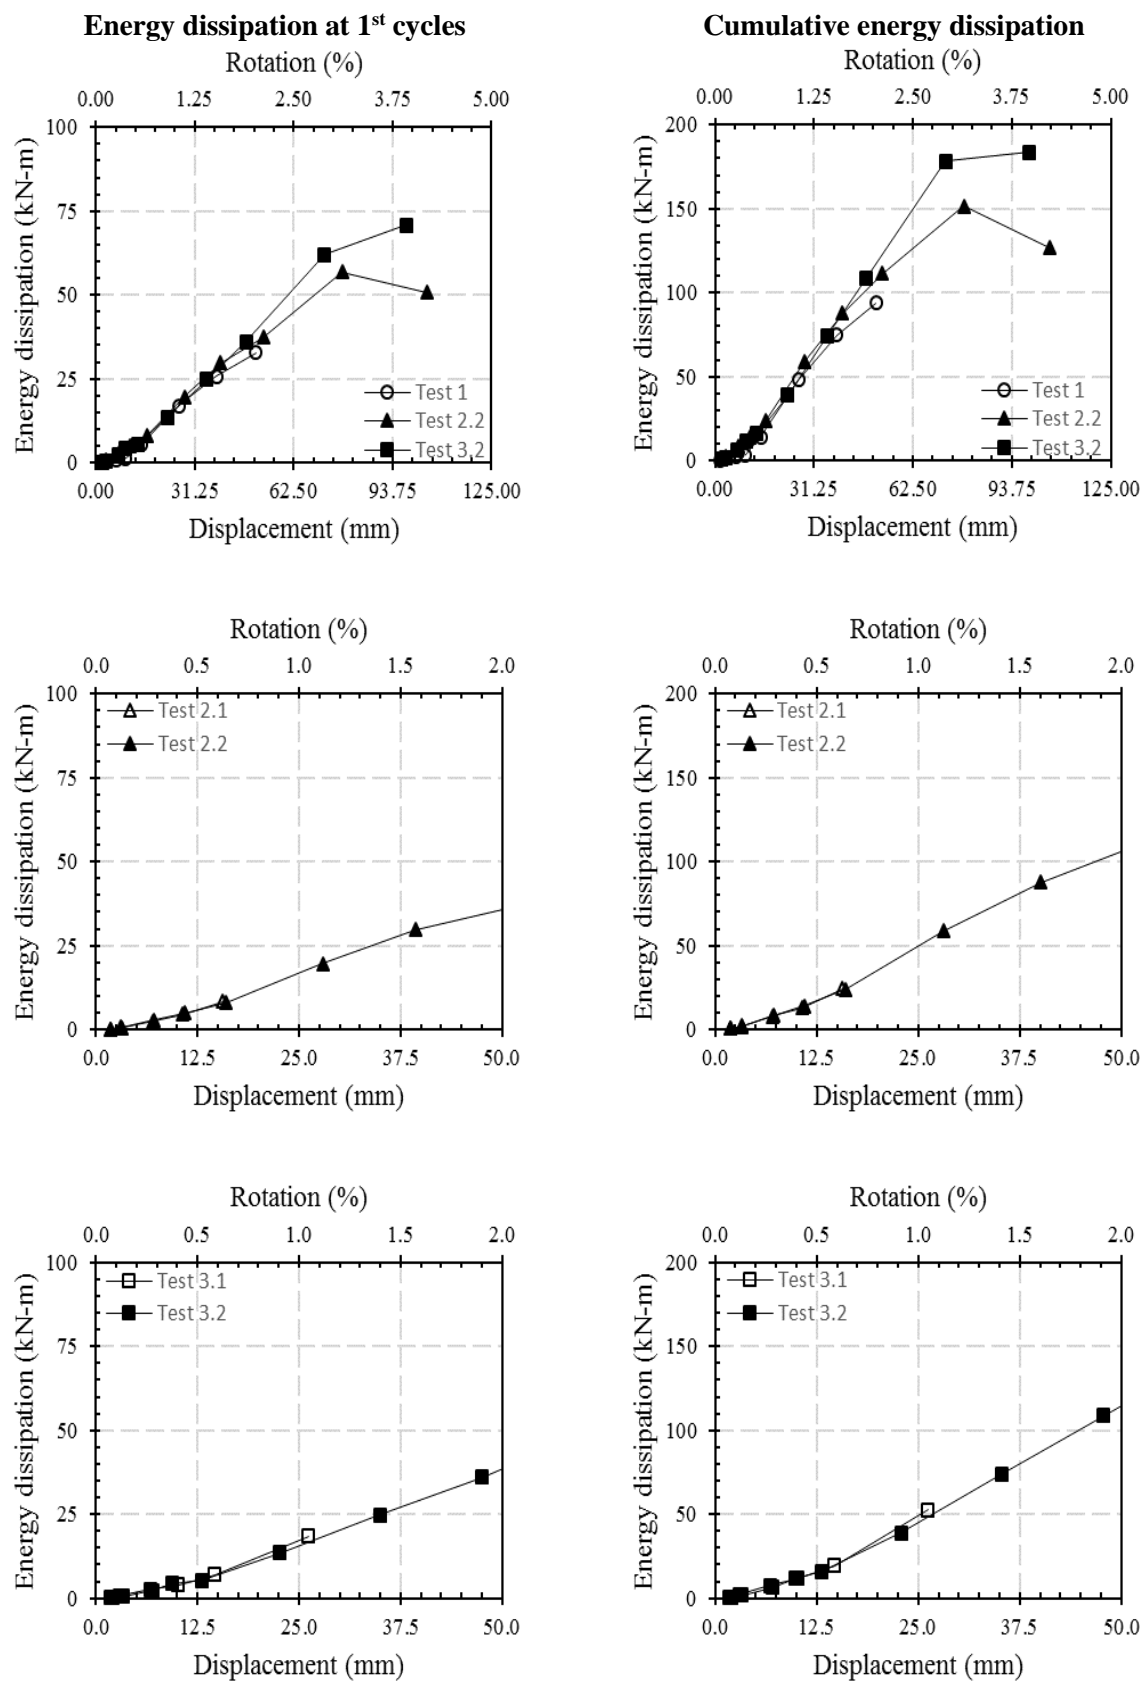 Energy dissipation at 1st cycles
Rotation (%)
0.00 1.25 2.50 3.75 5.00
Energy dissipation (kN-m)
100
75
50
25
0
Test 1
Test 2.2
Test 3.2
0.00 31.25 62.50 93.75 125.00
Displacement (mm)
Cumulative energy dissipation
Rotation (%)
0.00 1.25 2.50 3.75 5.00
Energy dissipation (kN-m)
200
150
100
50
0
Test 1
Test 2.2
Test 3.2
0.00 31.25 62.50 93.75 125.00
Displacement (mm)
Rotation (%)
0.0 0.5 1.0 1.5 2.0
Energy dissipation (kN-m)
100
75
50
25
0
Test 2.1
Test 2.2
0.0 12.5 25.0 37.5 50.0
Displacement (mm)
Rotation (%)
0.0 0.5 1.0 1.5 2.0
Energy dissipation (kN-m)
200
150
100
50
0
Test 2.1
Test 2.2
0.0 12.5 25.0 37.5 50.0
Displacement (mm)
Rotation (%)
0.0 0.5 1.0 1.5 2.0
Energy dissipation (kN-m)
100
75
50
25
0
Test 3.1
Test 3.2
0.0 12.5 25.0 37.5 50.0
Displacement (mm)
Rotation (%)
0.0 0.5 1.0 1.5 2.0
Energy dissipation (kN-m)
200
150
100
50
0
Test 3.1
Test 3.2
0.0 12.5 25.0 37.5 50.0
Displacement (mm)